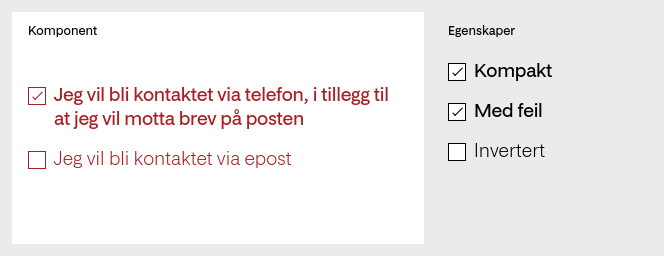 Komponent
Jeg vil bli kontaktet via telefon, i tillegg til
at jeg vil motta brev på posten
Jeg vil bli kontaktet via epost
Egenskaper
Kompakt
Med feil
Invertert